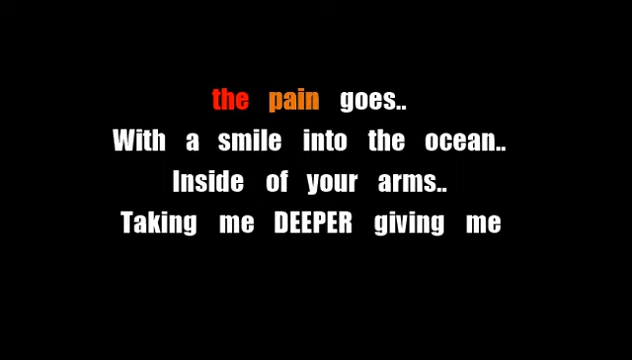 the pain goes..
With a smile into the ocean..
Inside of your arms..
Taking me DEEPER giving me